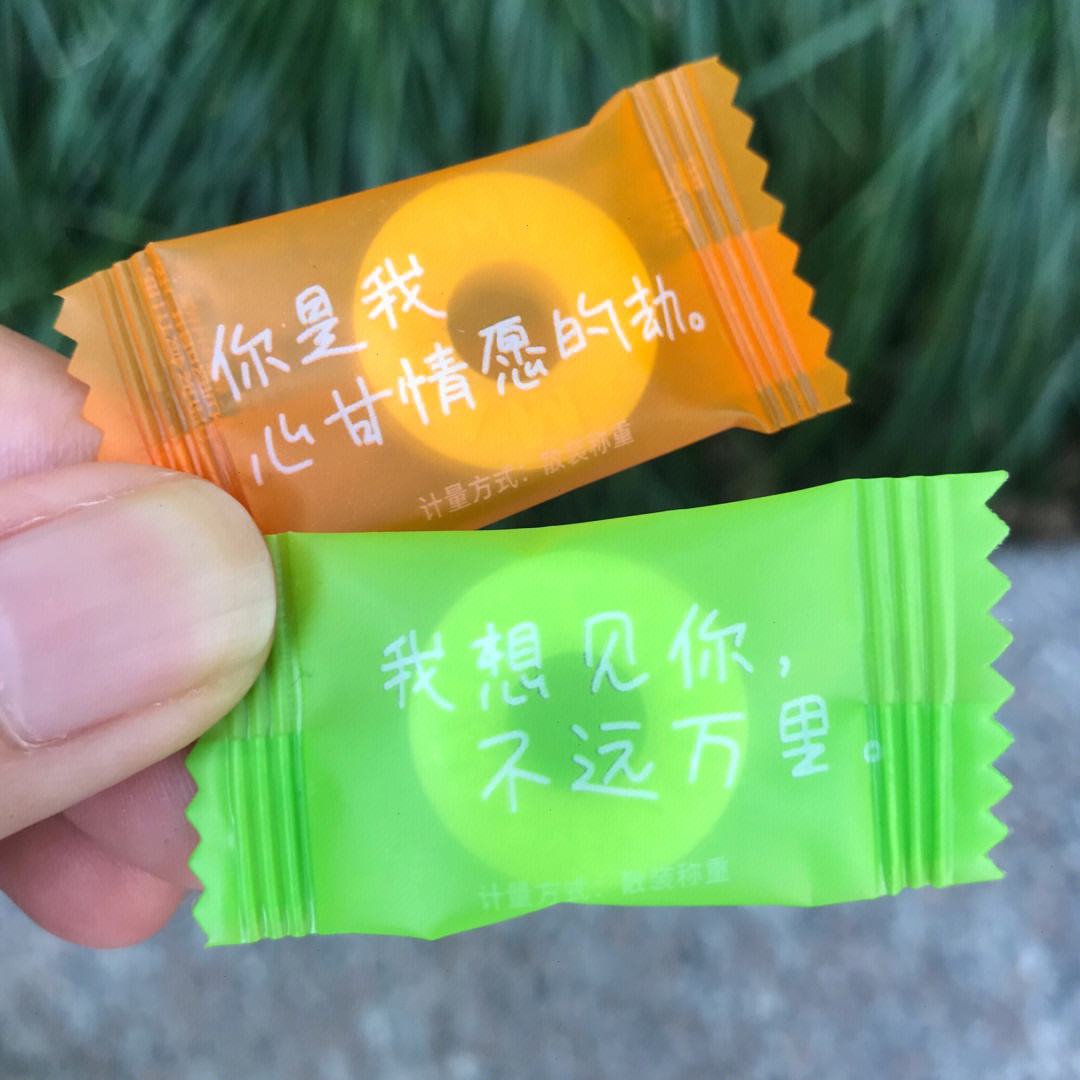 你是我
心甘情愿的劫。
计量方式：散装称重
我想见你，
不远万里。
计量方式：散装称重